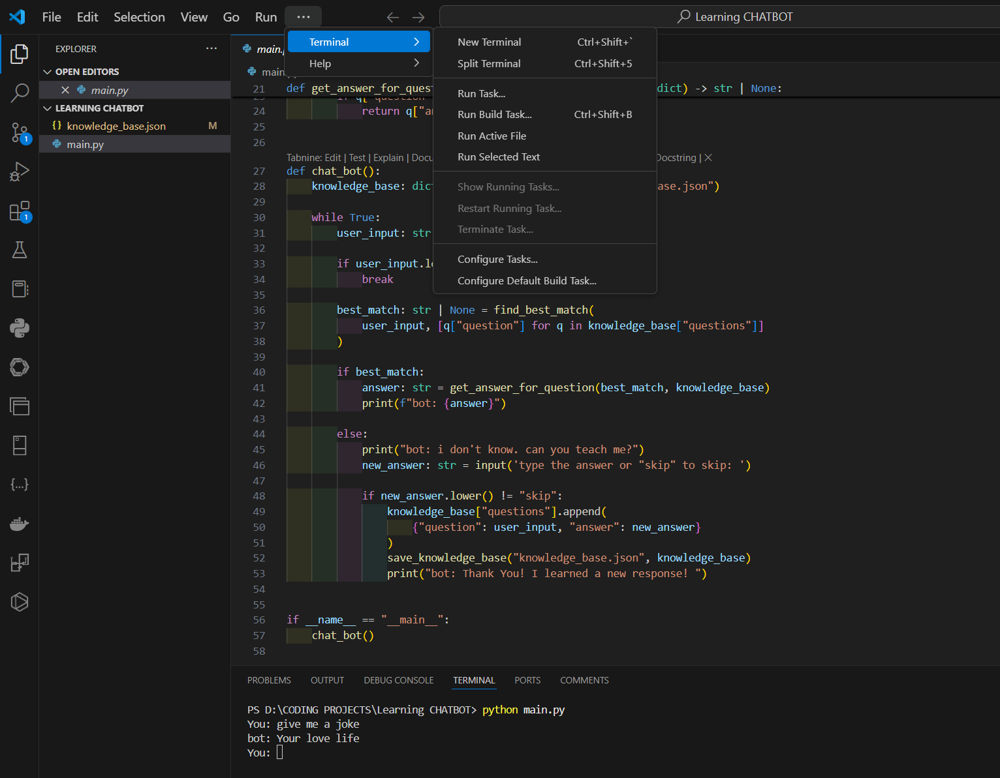 File Edit Selection View Go Run ··· Learning CHATBOT
EXPLORER ···
OPEN EDITORS
main.py
LEARNING CHATBOT
{} knowledge_base.json M
main.py
1
1
{...}
Terminal
Help
New Terminal Ctrl+Shift+`
Split Terminal Ctrl+Shift+5
Run Task...
Run Build Task... Ctrl+Shift+B
Run Active File
Run Selected Text
Show Running Tasks...
Restart Running Task...
Terminate Task...
Configure Tasks...
Configure Default Build Task...
21 def get_answer_for_quest dict) -> str | None:
24 return q["a
25
26
Tabnine: Edit | Test | Explain | Docu Docstring | ×
27 def chat_bot():
28 knowledge_base: dict ase.json")
29
30 while True:
31 user_input: str
32
33 if user_input.lo
34 break
35
36 best_match: str | None = find_best_match(
37 user_input, [q["question"] for q in knowledge_base["questions"]]
38 )
39
40 if best_match:
41 answer: str = get_answer_for_question(best_match, knowledge_base)
42 print(f"bot: {answer}")
43
44 else:
45 print("bot: i don't know. can you teach me?")
46 new_answer: str = input('type the answer or "skip" to skip: ')
47
48 if new_answer.lower() != "skip":
49 knowledge_base["questions"].append(
50 {"question": user_input, "answer": new_answer}
51 )
52 save_knowledge_base("knowledge_base.json", knowledge_base)
53 print("bot: Thank You! I learned a new response! ")
54
55
56 if __name__ == "__main__":
57 chat_bot()
58
PROBLEMS OUTPUT DEBUG CONSOLE TERMINAL PORTS COMMENTS
PS D:\CODING PROJECTS\Learning CHATBOT> python main.py
You: give me a joke
bot: Your love life
You: